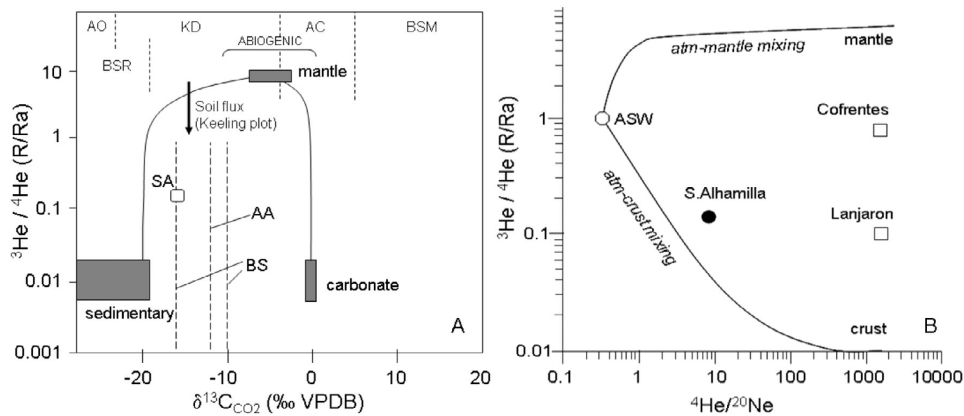 AO
KD
ABIOGENIC
AC
BSM
BSR
mantle
Soil flux
(Keeling plot)
SA
AA
BS
sedimentary
carbonate
A
10
1
0.1
0.01
0.001
-20
-10
0
10
20
³He / ⁴He (R/Ra)
δ¹³C_CO2 (‰ VPDB)
atm-mantle mixing
mantle
Cofrentes
ASW
S.Alhamilla
Lanjaron
atm-crust mixing
crust
B
10
1
0.1
0.01
0.1
1
10
100
1000
10000
³He / ⁴He (R/Ra)
⁴He/²⁰Ne